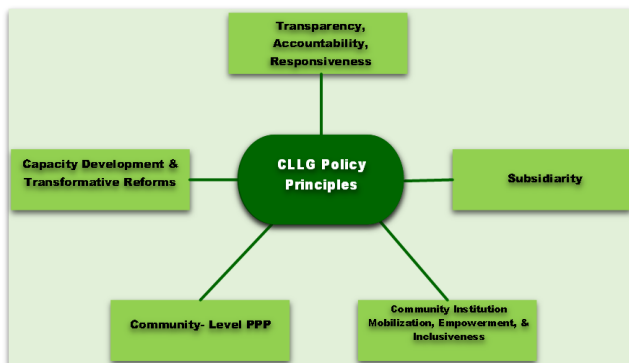 Transparency,
Accountability,
Responsiveness
Capacity Development &
Transformative Reforms
CLLG Policy
Principles
Subsidiarity
Community- Level PPP
Community Institution
Mobilization, Empowerment, &
Inclusiveness